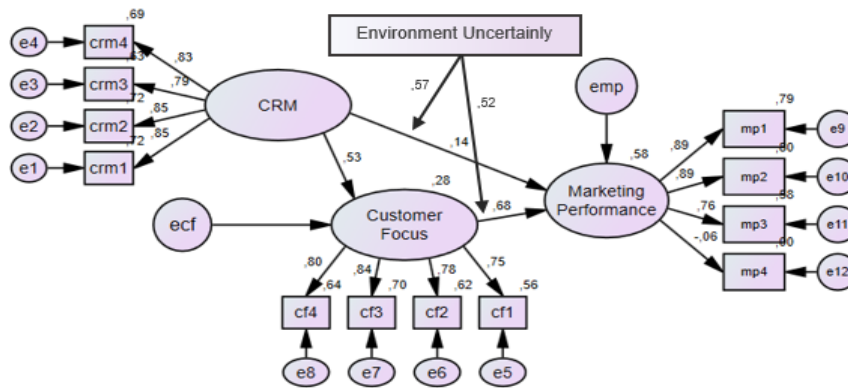 ,69
e4
crm4
,83
Environment Uncertainly
,63
e3
crm3
,79
,57
emp
,72
CRM
,52
,79
e2
crm2
,85
mp1
e9
,72
,85
,14
,89
,80
e1
crm1
,53
,58
,89
mp2
e10
,28
Marketing
Performance
,76
,58
ecf
Customer
Focus
,68
mp3
e11
-,06
,00
,80
,84
,78
,75
mp4
e12
,64
,70
,62
,56
cf4
cf3
cf2
cf1
e8
e7
e6
e5